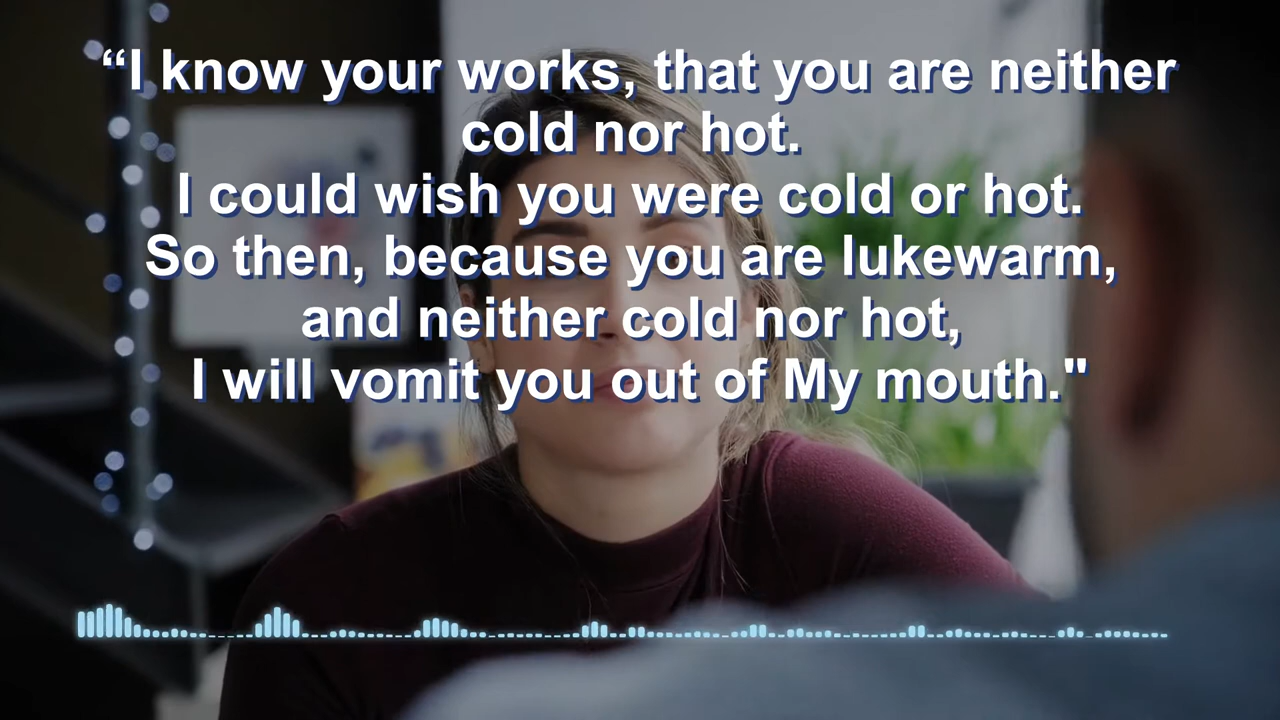 “I know your works, that you are neither
cold nor hot.
I could wish you were cold or hot.
So then, because you are lukewarm,
and neither cold nor hot,
I will vomit you out of My mouth."